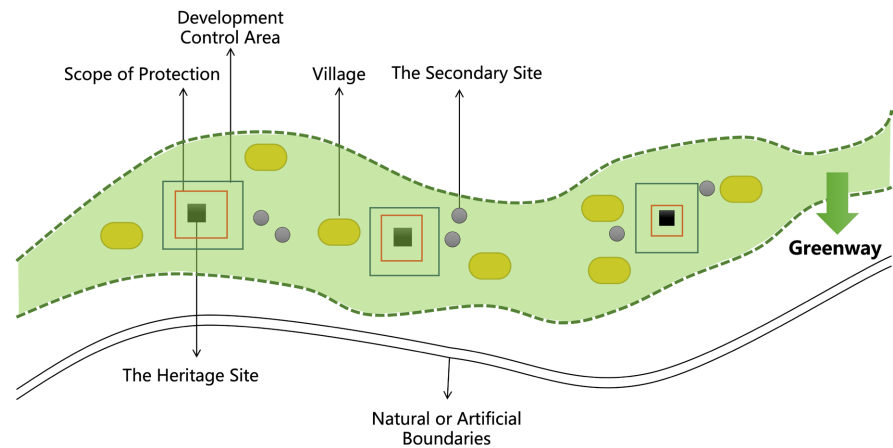 Development
Control Area
Scope of Protection
Village
The Secondary Site
Greenway
The Heritage Site
Natural or Artificial
Boundaries